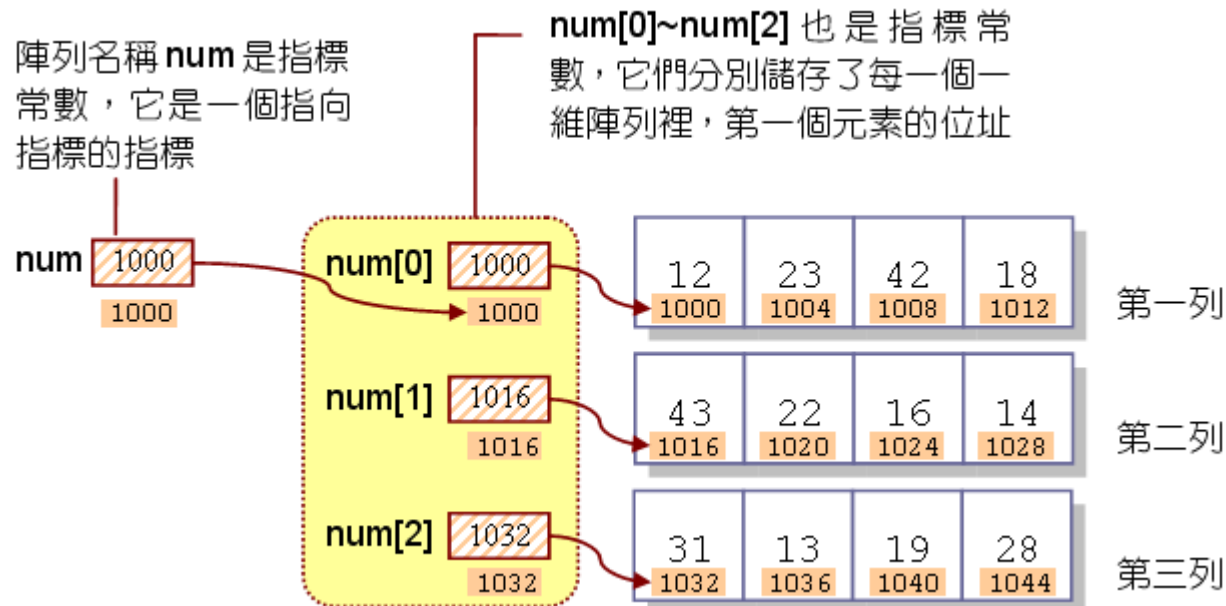 陣列名稱 num 是指標
常數，它是一個指向
指標的指標
num[0]~num[2] 也是指標常
數，它們分別儲存了每一個一
維陣列裡，第一個元素的位址
num 1000
1000
num[0] 1000
1000
12 23 42 18
1000 1004 1008 1012
第一列
num[1] 1016
1016
43 22 16 14
1016 1020 1024 1028
第二列
num[2] 1032
1032
31 13 19 28
1032 1036 1040 1044
第三列